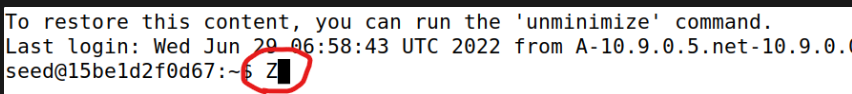 To restore this content, you can run the 'unminimize' command.
Last login: Wed Jun 29 06:58:43 UTC 2022 from A-10.9.0.5.net-10.9.0.0
seed@15be1d2f0d67:~$ Z